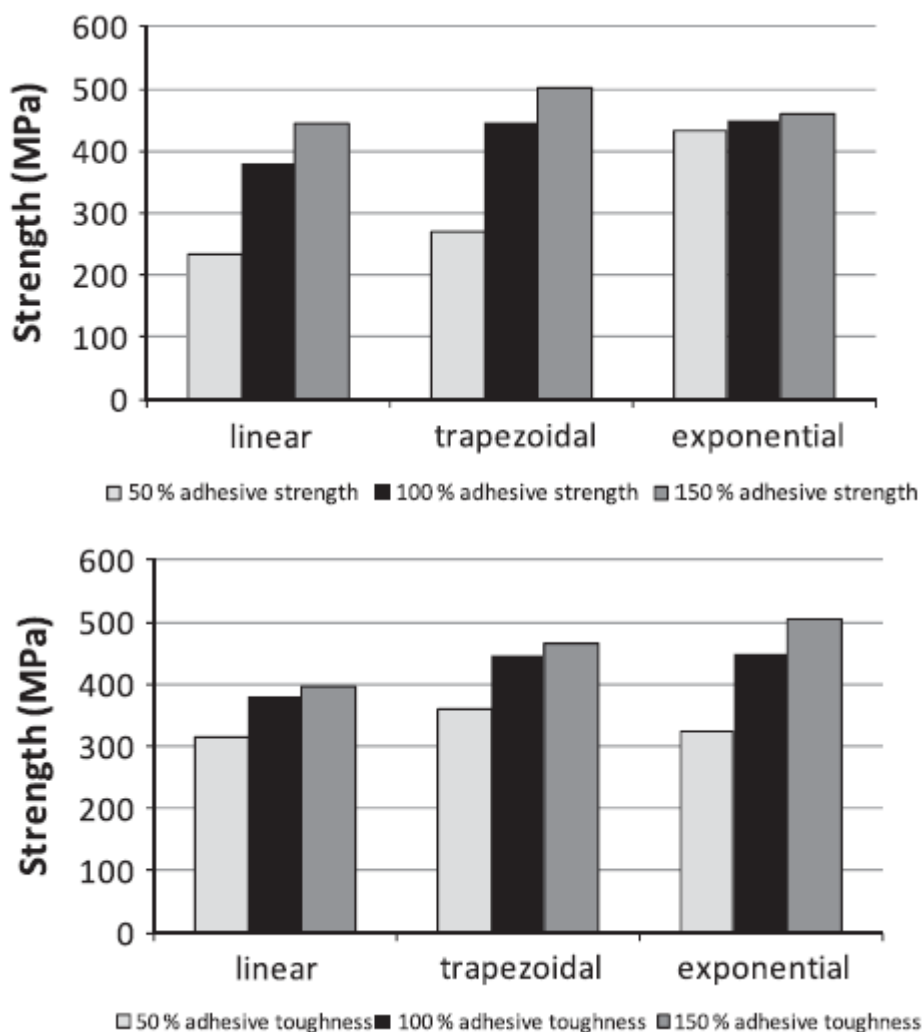 600
500
400
300
200
100
0
Strength (MPa)
linear trapezoidal exponential
50 % adhesive strength 100 % adhesive strength 150 % adhesive strength
600
500
400
300
200
100
0
Strength (MPa)
linear trapezoidal exponential
50 % adhesive toughness 100 % adhesive toughness 150 % adhesive toughness